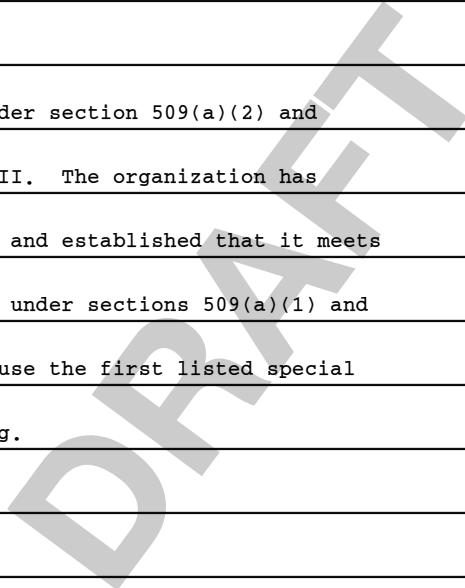 der section 509(a)(2) and
II. The organization has
and established that it meets
under sections 509(a)(1) and
use the first listed special
g.
DRAFT